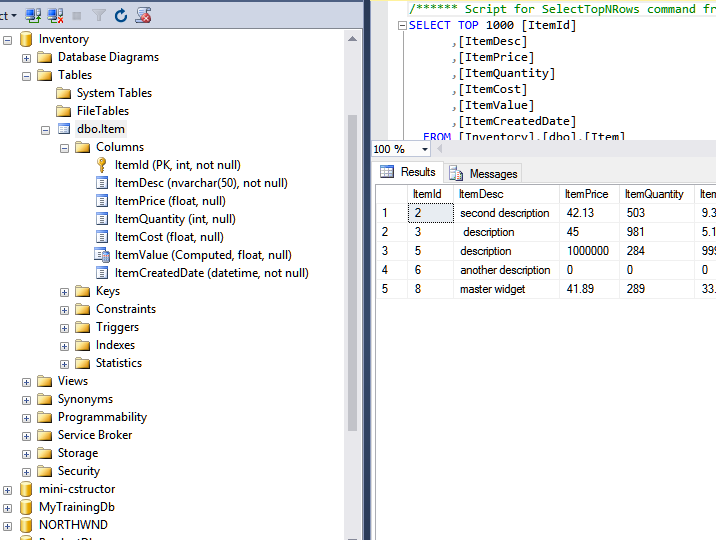 ct
Inventory
Database Diagrams
Tables
System Tables
FileTables
dbo.Item
Columns
ItemId (PK, int, not null)
ItemDesc (nvarchar(50), not null)
ItemPrice (float, null)
ItemQuantity (int, null)
ItemCost (float, null)
ItemValue (Computed, float, null)
ItemCreatedDate (datetime, not null)
Keys
Constraints
Triggers
Indexes
Statistics
Views
Synonyms
Programmability
Service Broker
Storage
Security
mini-cstructor
MyTrainingDb
NORTHWND
/****** Script for SelectTopNRows command fr
SELECT TOP 1000 [ItemId]
,[ItemDesc]
,[ItemPrice]
,[ItemQuantity]
,[ItemCost]
,[ItemValue]
,[ItemCreatedDate]
FROM [Inventory].[dbo].[Item]
100 %
Results Messages
ItemId ItemDesc ItemPrice ItemQuantity Item
1 2 second description 42.13 503 9.3
2 3 description 45 981 5.1
3 5 description 1000000 284 999
4 6 another description 0 0 0
5 8 master widget 41.89 289 33.